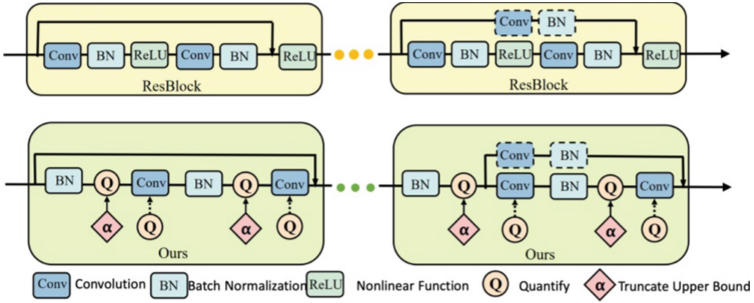 Conv BN
Conv BN ReLU Conv BN ReLU Conv BN ReLU Conv BN ReLU
ResBlock ResBlock
Conv BN
BN Q Conv BN Q Conv BN Q Conv BN Q Conv
α Q α Q α Q α Q
Ours Ours
Conv Convolution BN Batch Normalization ReLU Nonlinear Function Q Quantify α Truncate Upper Bound